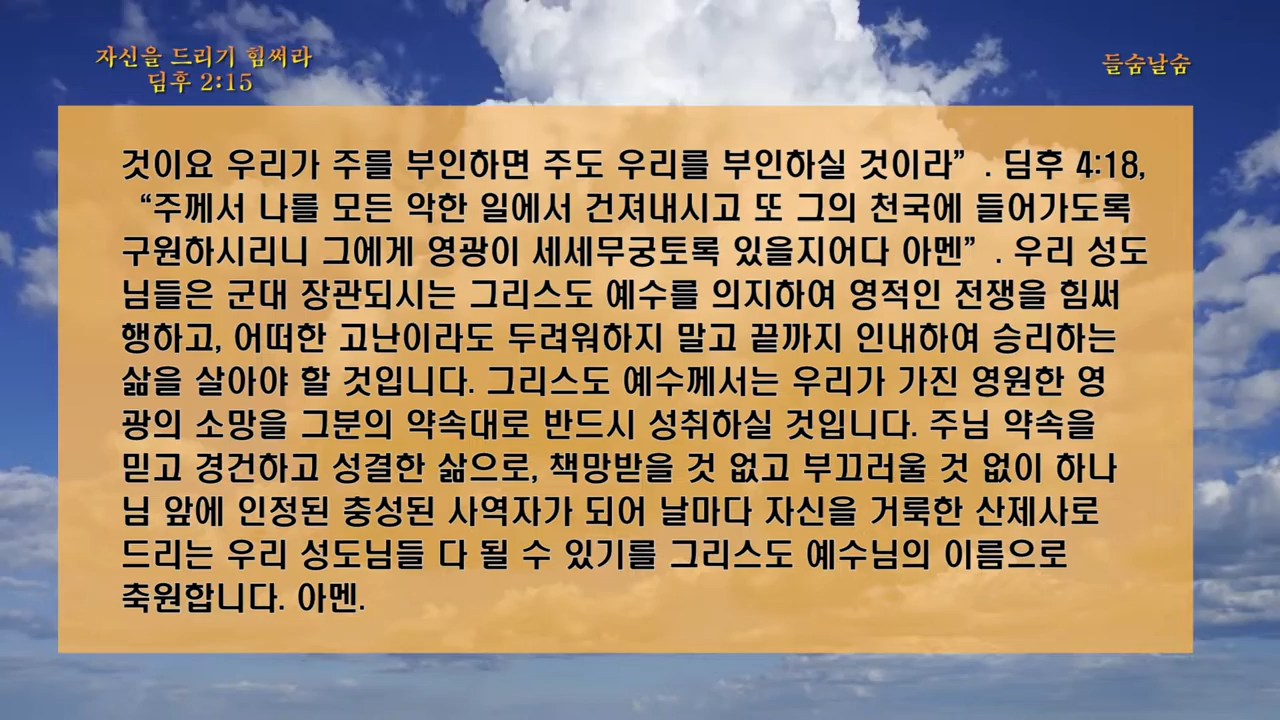 자신을 드리기 힘써라
딤후 2:15
들숨날숨
것이요 우리가 주를 부인하면 주도 우리를 부인하실 것이라” . 딤후 4:18,
“주께서 나를 모든 악한 일에서 건져내시고 또 그의 천국에 들어가도록
구원하시리니 그에게 영광이 세세무궁토록 있을지어다 아멘” . 우리 성도
님들은 군대 장관되시는 그리스도 예수를 의지하여 영적인 전쟁을 힘써
행하고, 어떠한 고난이라도 두려워하지 말고 끝까지 인내하여 승리하는
삶을 살아야 할 것입니다. 그리스도 예수께서는 우리가 가진 영원한 영
광의 소망을 그분의 약속대로 반드시 성취하실 것입니다. 주님 약속을
믿고 경건하고 성결한 삶으로, 책망받을 것 없고 부끄러울 것 없이 하나
님 앞에 인정된 충성된 사역자가 되어 날마다 자신을 거룩한 산제사로
드리는 우리 성도님들 다 될 수 있기를 그리스도 예수님의 이름으로
축원합니다. 아멘.